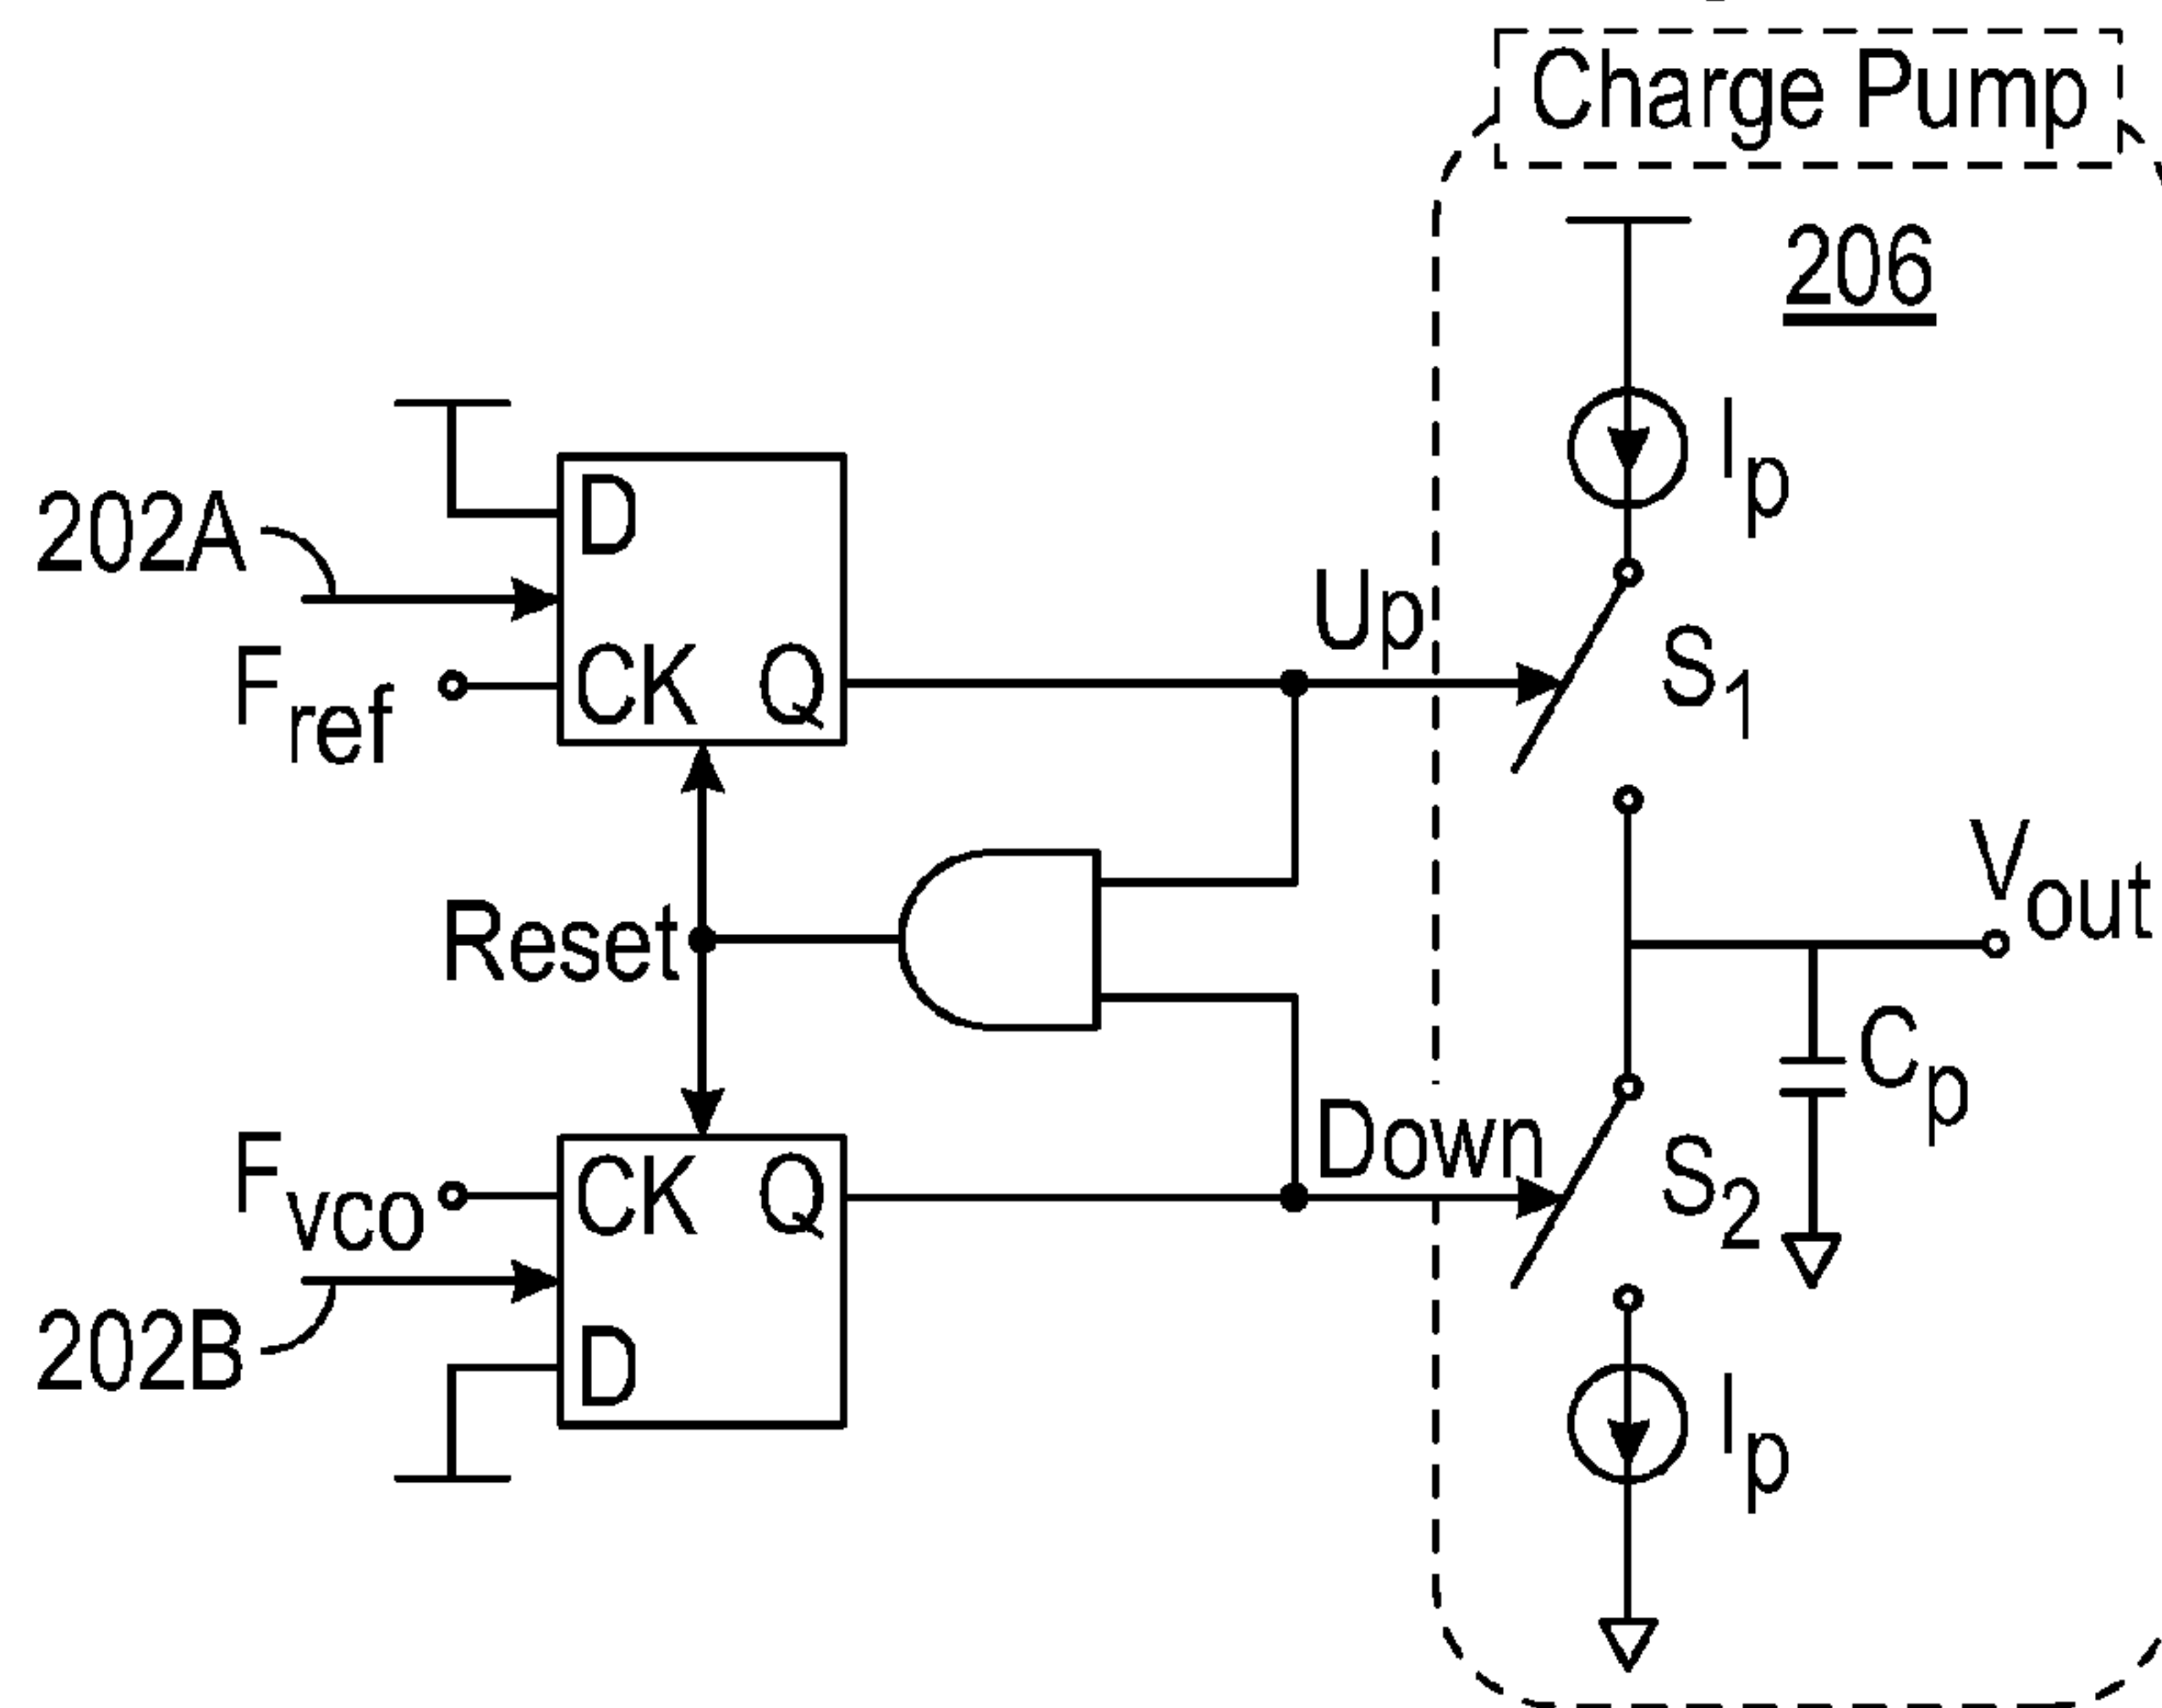 Charge Pump
206
Ip
202A
D
Fref
CK Q
Up
S1
Vout
Reset
Cp
Down
Fvco
CK Q
S2
202B
D
Ip